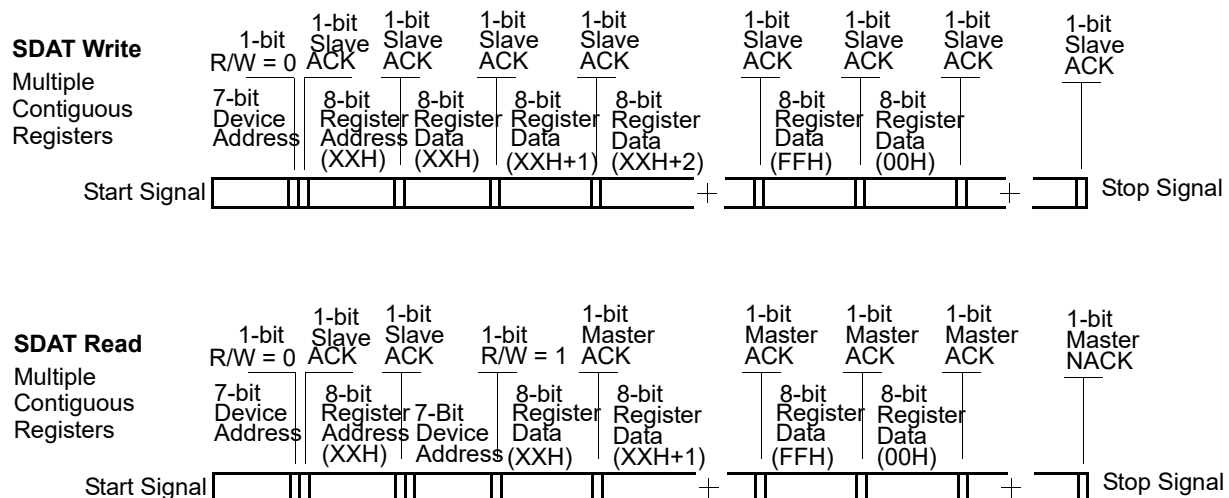 SDAT Write
Multiple
Contiguous
Registers
1-bit
R/W = 0
1-bit
Slave
ACK
1-bit
Slave
ACK
1-bit
Slave
ACK
1-bit
Slave
ACK
1-bit
Slave
ACK
1-bit
Slave
ACK
1-bit
Slave
ACK
1-bit
Slave
ACK
7-bit
Device
Address
8-bit
Register
Address
(XXH)
8-bit
Register
Data
(XXH)
8-bit
Register
Data
(XXH+1)
8-bit
Register
Data
(XXH+2)
8-bit
Register
Data
(FFH)
8-bit
Register
Data
(00H)
Start Signal
Stop Signal
SDAT Read
Multiple
Contiguous
Registers
1-bit
R/W = 0
1-bit
Slave
ACK
1-bit
Slave
ACK
1-bit
R/W = 1
1-bit
Master
ACK
1-bit
Master
ACK
1-bit
Master
ACK
1-bit
Master
ACK
1-bit
Master
NACK
7-bit
Device
Address
8-bit
Register
Address
(XXH)
7-Bit
Device
Address
8-bit
Register
Data
(XXH)
8-bit
Register
Data
(XXH+1)
8-bit
Register
Data
(FFH)
8-bit
Register
Data
(00H)
Start Signal
Stop Signal